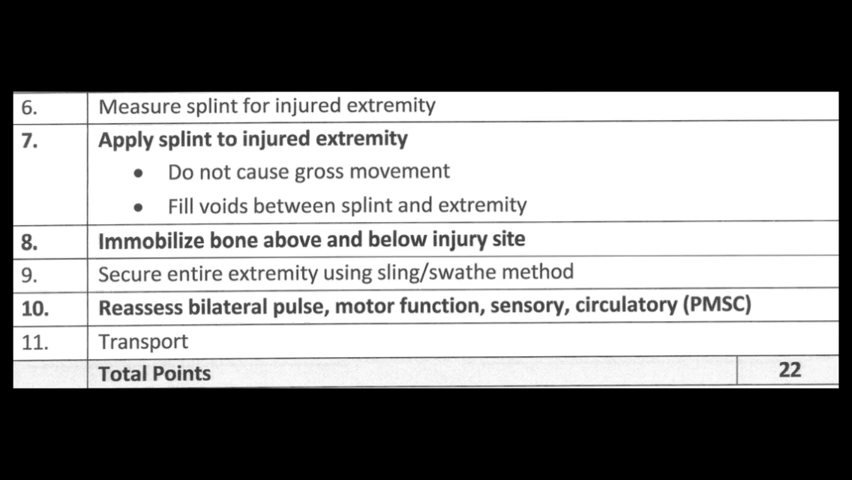 6. Measure splint for injured extremity
7. Apply splint to injured extremity
• Do not cause gross movement
• Fill voids between splint and extremity
8. Immobilize bone above and below injury site
9. Secure entire extremity using sling/swathe method
10. Reassess bilateral pulse, motor function, sensory, circulatory (PMSC)
11. Transport
Total Points 22